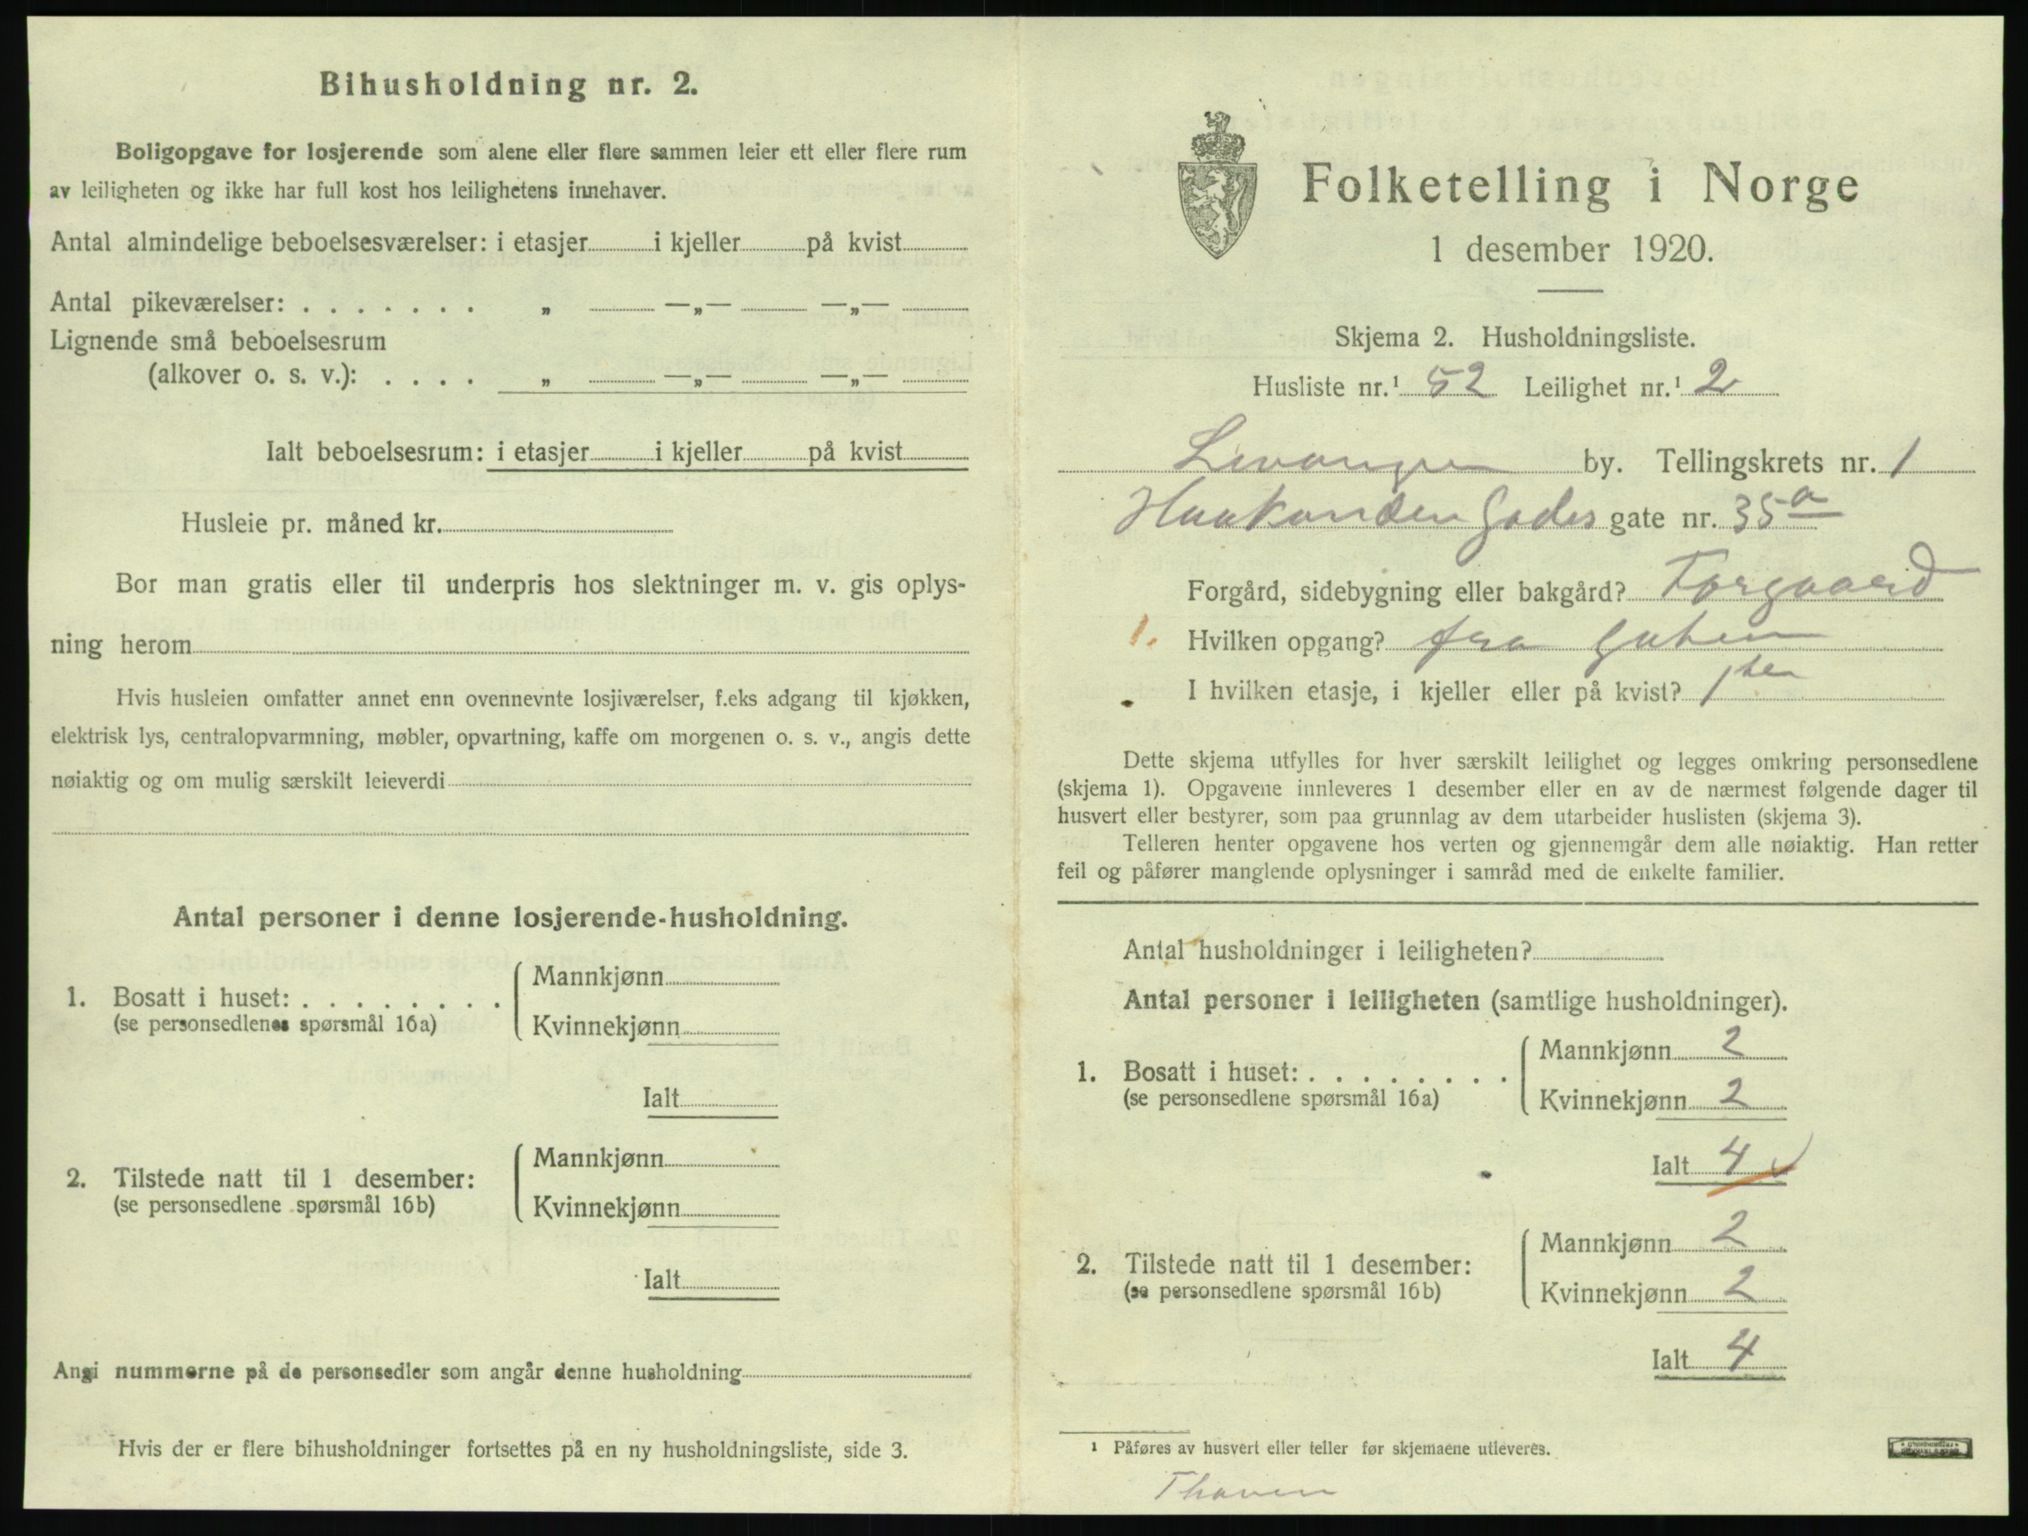 Bihusholdning nr. 2.
Boligopgave for losjerende som alene eller flere sammen leier ett eller flere rum
av leiligheten og ikke har full kost hos leilighetens innehaver.
Antal almindelige beboelsesværelser: i etasjer i kjeller på kvist
Antal pikeværelser: . . . . . . . „ —„— —„—
Lignende små beboelsesrum
(alkover o. s. v.): . . . . „ —„— —„—
Ialt beboelsesrum: i etasjer i kjeller på kvist
Husleie pr. måned kr.
Bor man gratis eller til underpris hos slektninger m. v. gis oplys-
ning herom
Hvis husleien omfatter annet enn ovennevnte losjiværelser, f.eks adgang til kjøkken,
elektrisk lys, centralopvarmning, møbler, opvartning, kaffe om morgenen o. s. v., angis dette
nøiaktig og om mulig særskilt leieverdi
Antal personer i denne losjerende-husholdning.
1. Bosatt i huset: . . . . . . . .
(se personsedlenes spørsmål 16a)
Mannkjønn
Kvinnekjønn
Ialt
2. Tilstede natt til 1 desember:
(se personsedlene spørsmål 16b)
Mannkjønn
Kvinnekjønn
Ialt
Angi nummerne på de personsedler som angår denne husholdning
Hvis der er flere bihusholdninger fortsettes på en ny husholdningsliste, side 3.
Folketelling i Norge
1 desember 1920.
Skjema 2. Husholdningsliste.
Husliste nr.¹ 52 Leilighet nr.¹ 2
Levanger by. Tellingskrets nr. 1
Haakon den Godes gate nr. 35a
Forgård, sidebygning eller bakgård? Forgaard
1. Hvilken opgang? fra gaten
I hvilken etasje, i kjeller eller på kvist? 1ste
Dette skjema utfylles for hver særskilt leilighet og legges omkring personsedlene
(skjema 1). Opgavene innleveres 1 desember eller en av de nærmest følgende dager til
husvert eller bestyrer, som paa grunnlag av dem utarbeider huslisten (skjema 3).
Telleren henter opgavene hos verten og gjennemgår dem alle nøiaktig. Han retter
feil og påfører manglende oplysninger i samråd med de enkelte familier.
Antal husholdninger i leiligheten?
Antal personer i leiligheten (samtlige husholdninger).
1. Bosatt i huset: . . . . . . . .
(se personsedlene spørsmål 16a)
Mannkjønn 2
Kvinnekjønn 2
Ialt 4
2. Tilstede natt til 1 desember:
(se personsedlene spørsmål 16b)
Mannkjønn 2
Kvinnekjønn 2
Ialt 4
¹ Påføres av husvert eller teller før skjemaene utleveres.